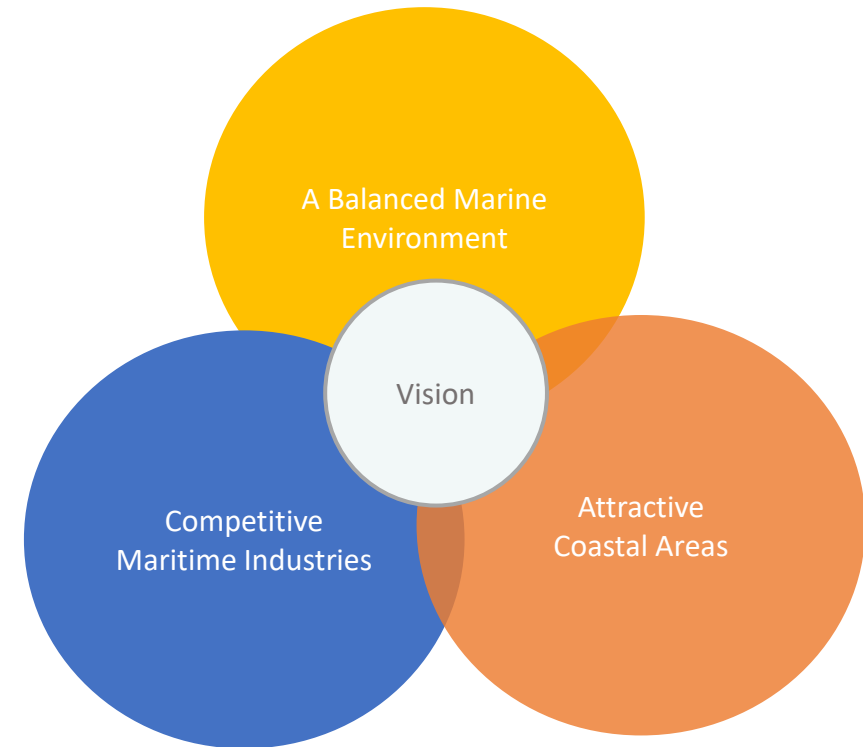 A Balanced Marine
Environment
Vision
Competitive
Maritime Industries
Attractive
Coastal Areas